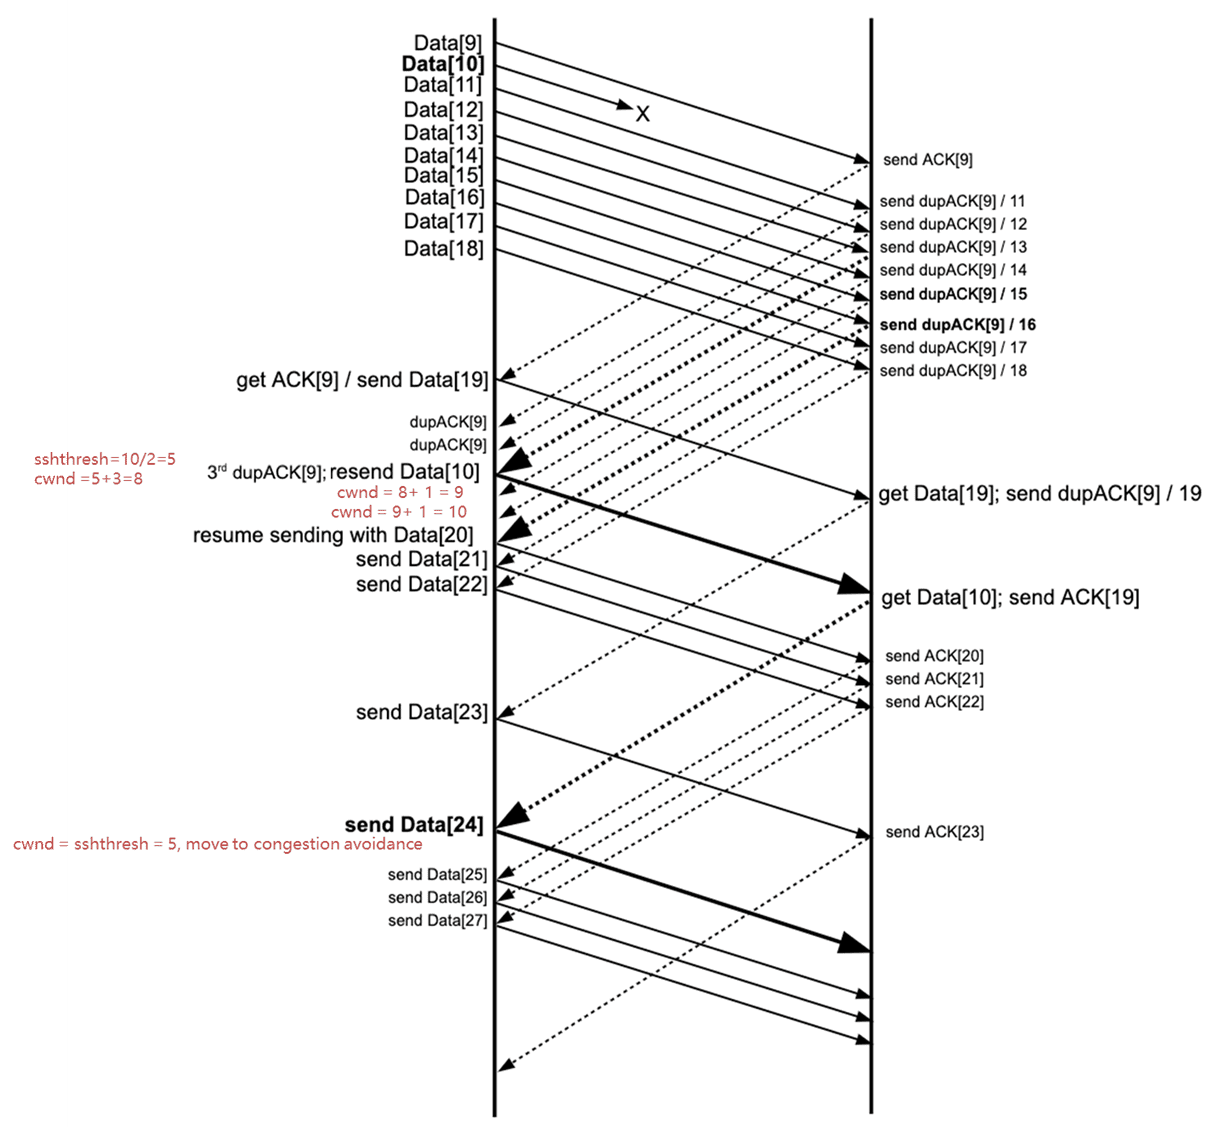 Data[9]
Data[10]
Data[11]
X
Data[12]
Data[13]
Data[14]
send ACK[9]
Data[15]
Data[16]
send dupACK[9] / 11
Data[17]
send dupACK[9] / 12
Data[18]
send dupACK[9] / 13
send dupACK[9] / 14
send dupACK[9] / 15
send dupACK[9] / 16
send dupACK[9] / 17
send dupACK[9] / 18
get ACK[9] / send Data[19]
dupACK[9]
dupACK[9]
sshthresh=10/2=5
cwnd =5+3=8
3rd dupACK[9]; resend Data[10]
cwnd = 8+ 1 = 9
get Data[19]; send dupACK[9] / 19
cwnd = 9+ 1 = 10
resume sending with Data[20]
send Data[21]
send Data[22]
get Data[10]; send ACK[19]
send ACK[20]
send ACK[21]
send ACK[22]
send Data[23]
send Data[24]
send ACK[23]
cwnd = sshthresh = 5, move to congestion avoidance
send Data[25]
send Data[26]
send Data[27]